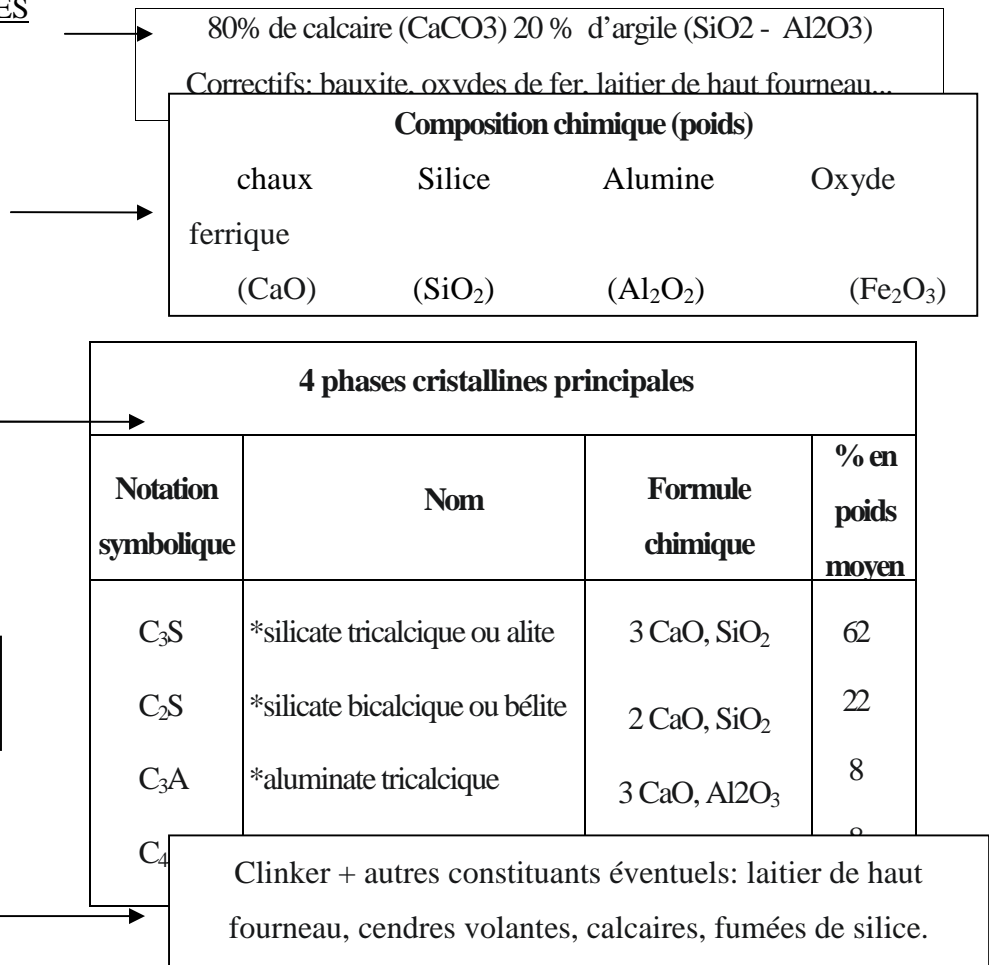 ES
80% de calcaire (CaCO3) 20 % d'argile (SiO2 - Al2O3)
Correctifs: bauxite, oxydes de fer, laitier de haut fourneau...
Composition chimique (poids)
chaux Silice Alumine Oxyde
ferrique
(CaO) (SiO₂) (Al₂O₂) (Fe₂O₃)
4 phases cristallines principales
Notation symbolique Nom Formule chimique % en poids moyen
C₃S *silicate tricalcique ou alite 3 CaO, SiO₂ 62
C₂S *silicate bicalcique ou bélite 2 CaO, SiO₂ 22
C₃A *aluminate tricalcique 3 CaO, Al2O₃ 8
C₄
Clinker + autres constituants éventuels: laitier de haut
fourneau, cendres volantes, calcaires, fumées de silice.